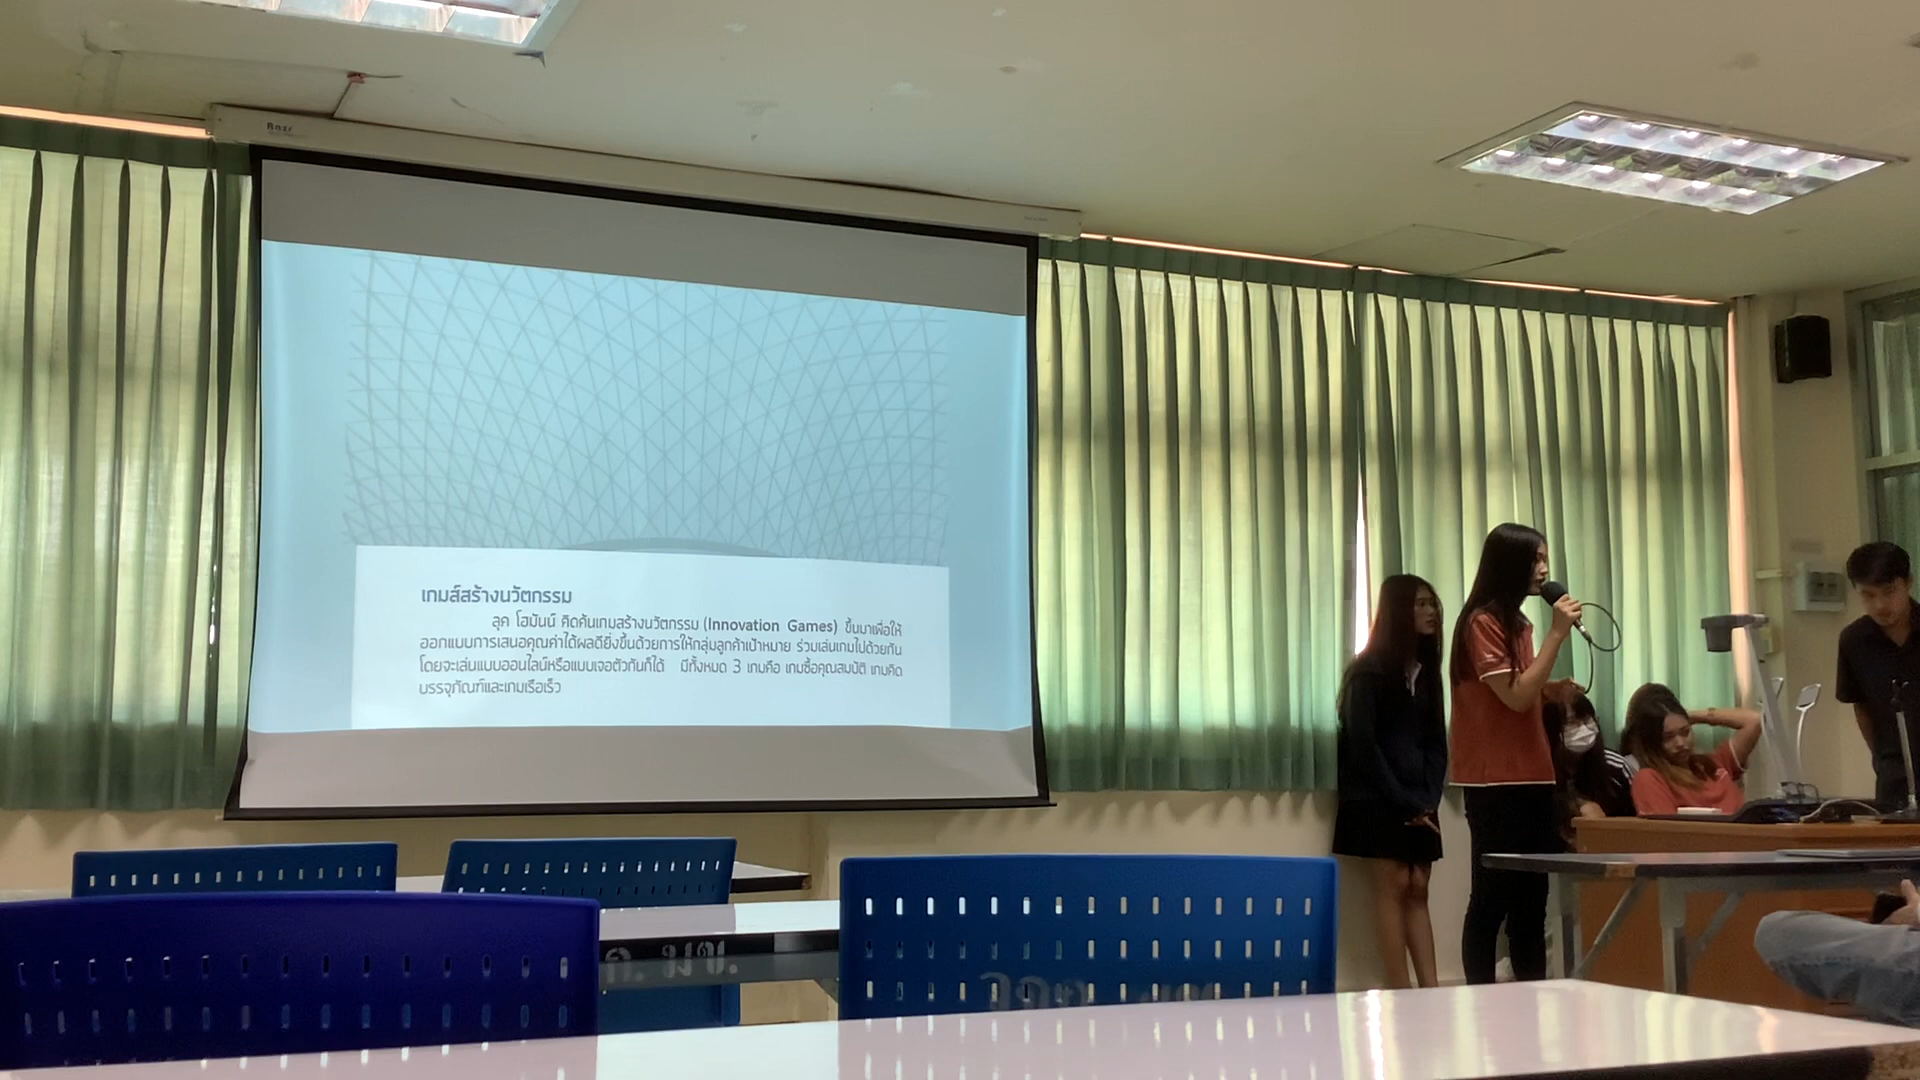 เกมส์สร้างนวัตกรรม
ลุค โฮมันน์ คิดค้นเกมสร้างนวัตกรรม (Innovation Games) ขึ้นมาเพื่อให้
ออกแบบการเสนอคุณค่าได้ผลดียิ่งขึ้นด้วยการให้กลุ่มลูกค้าเป้าหมาย ร่วมเล่นเกมไปด้วยกัน
โดยจะเล่นแบบออนไลน์หรือแบบเจอตัวกันก็ได้ มีทั้งหมด 3 เกมคือ เกมซื้อคุณสมบัติ เกมคิด
บรรจุภัณฑ์และเกมเรือเร็ว
ค. มข.